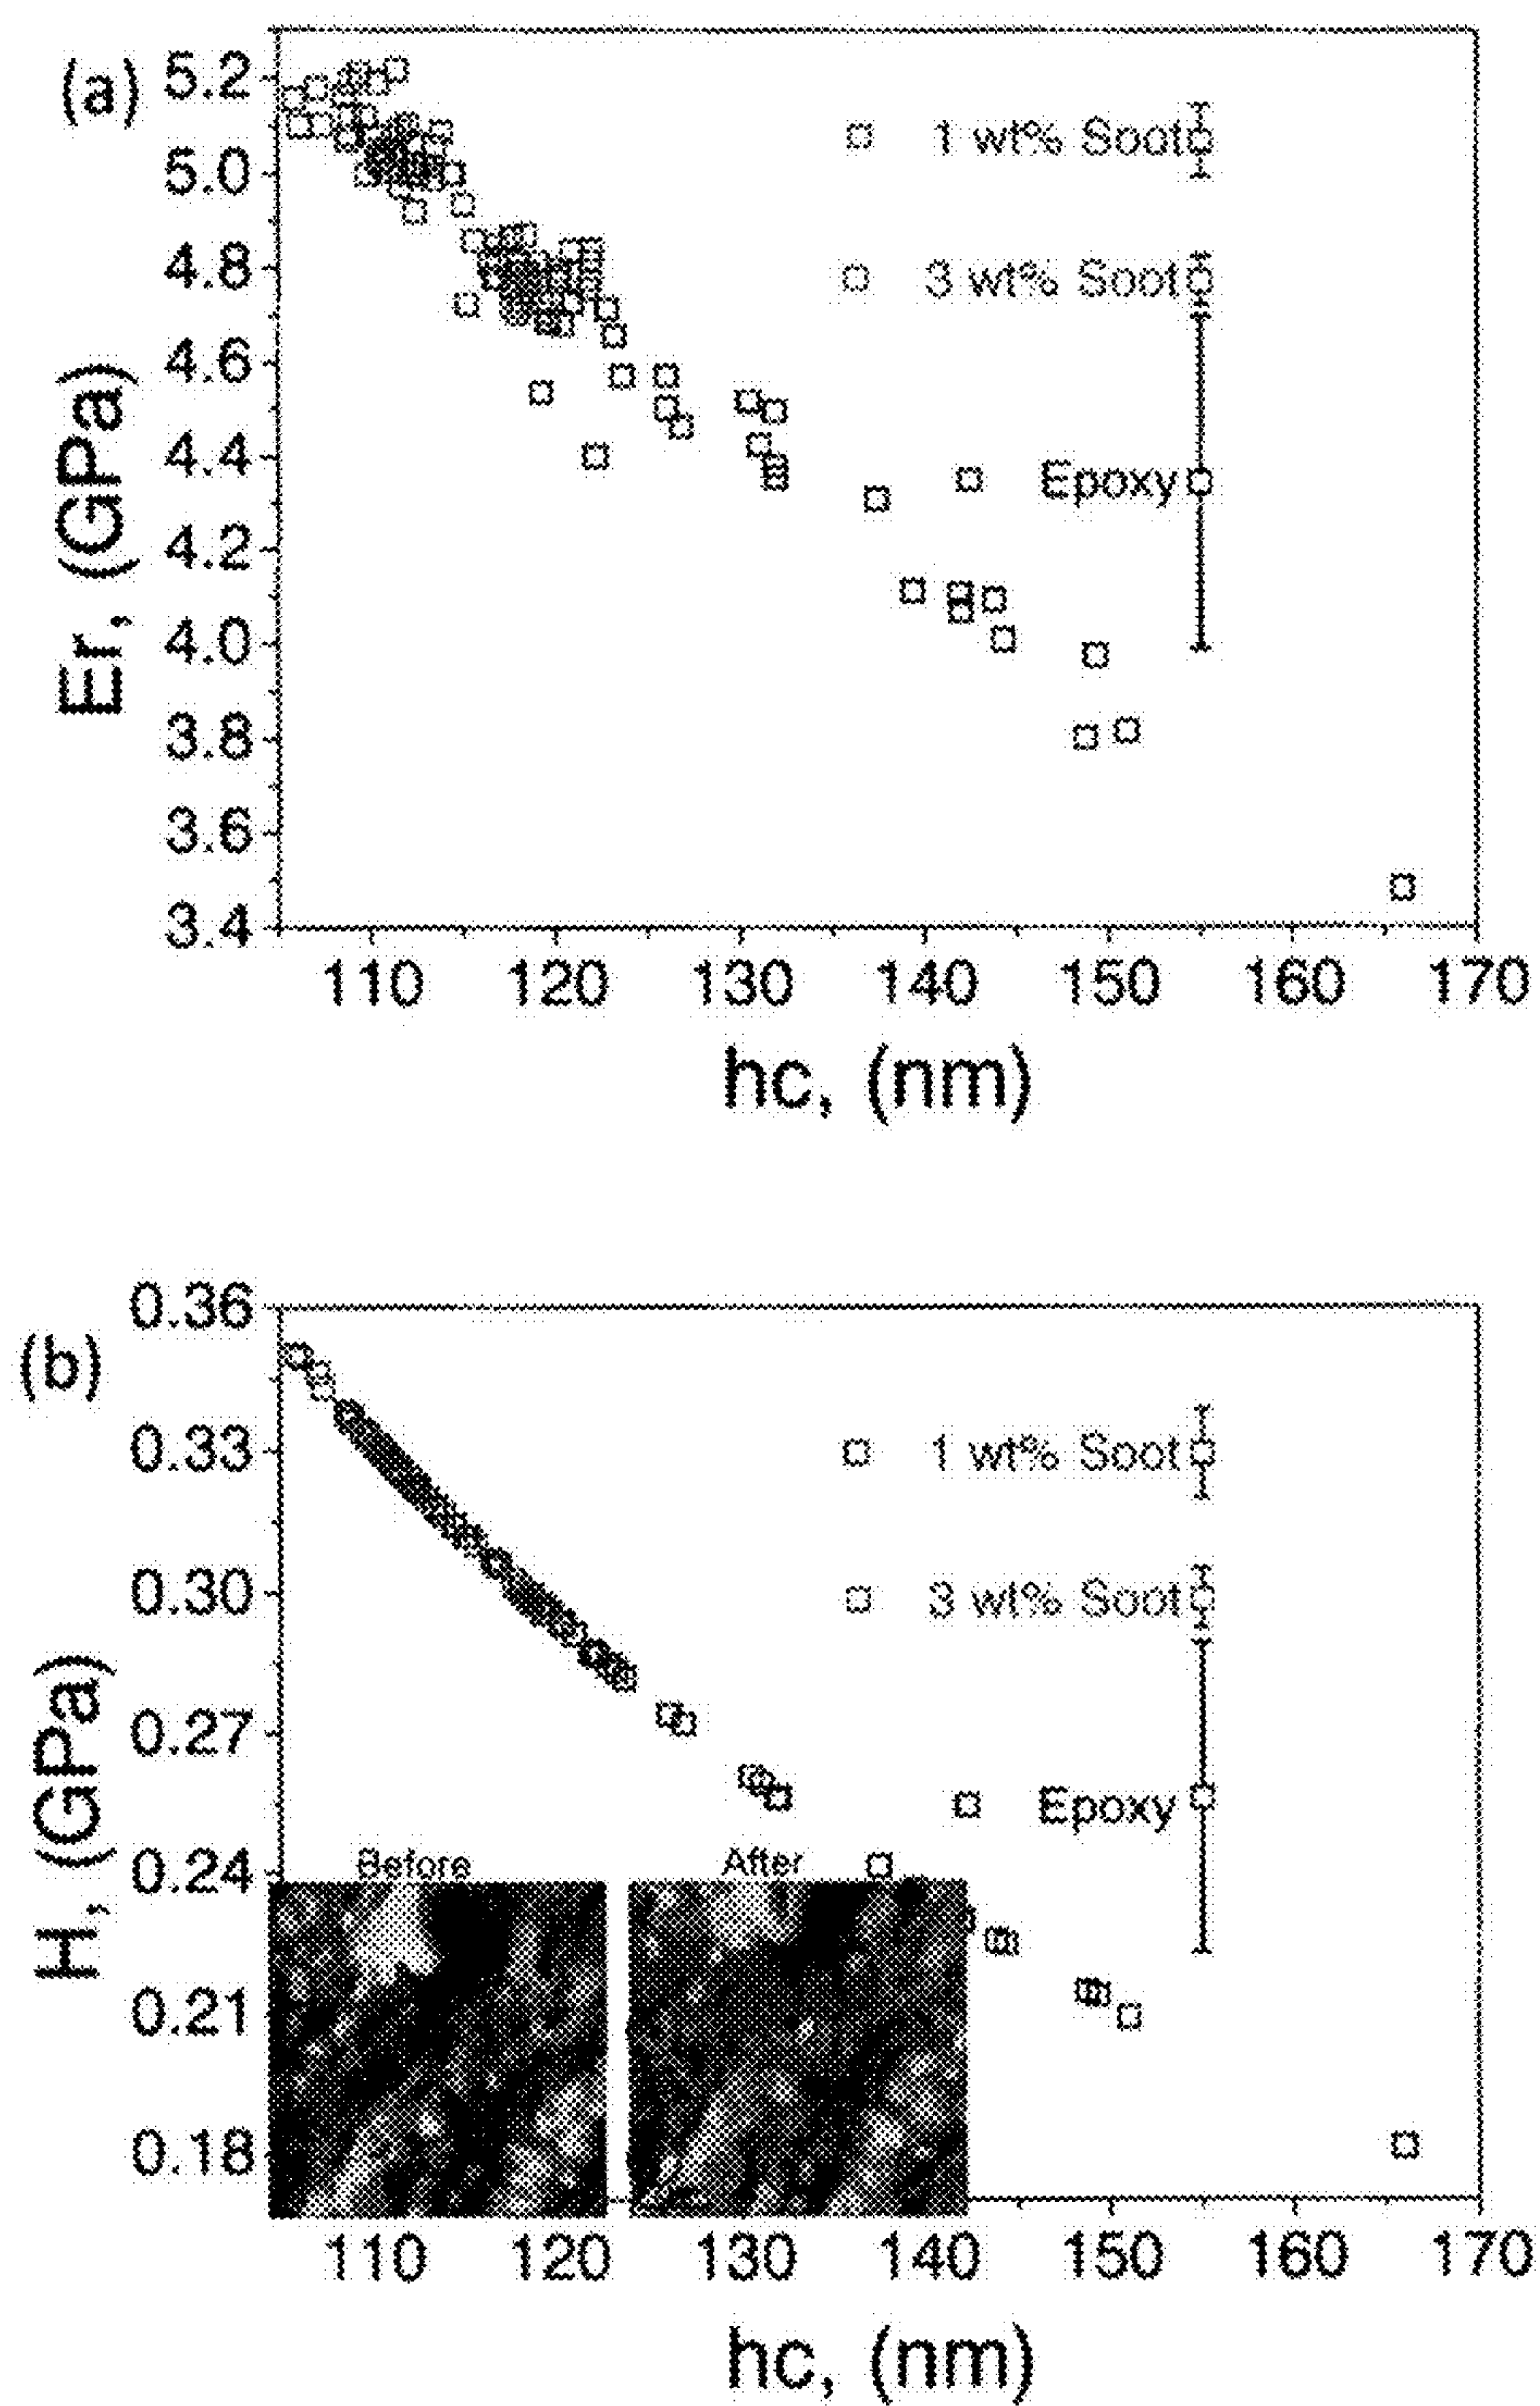 (a)
5.2
5.0
4.8
4.6
4.4
4.2
4.0
3.8
3.6
3.4
Er, (GPa)
1 wt% Soot
3 wt% Soot
Epoxy
110 120 130 140 150 160 170
hc, (nm)
(b)
0.36
0.33
0.30
0.27
0.24
0.21
0.18
H, (GPa)
1 wt% Soot
3 wt% Soot
Epoxy
Before After
110 120 130 140 150 160 170
hc, (nm)